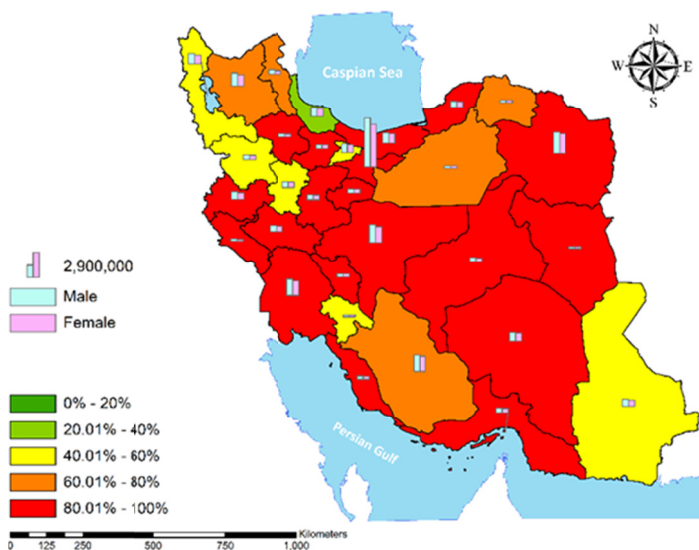 N
W
E
S
Caspian Sea
2,900,000
Male
Female
Persian Gulf
0% - 20%
20.01% - 40%
40.01% - 60%
60.01% - 80%
80.01% - 100%
Kilometers
0 125 250 500 750 1,000